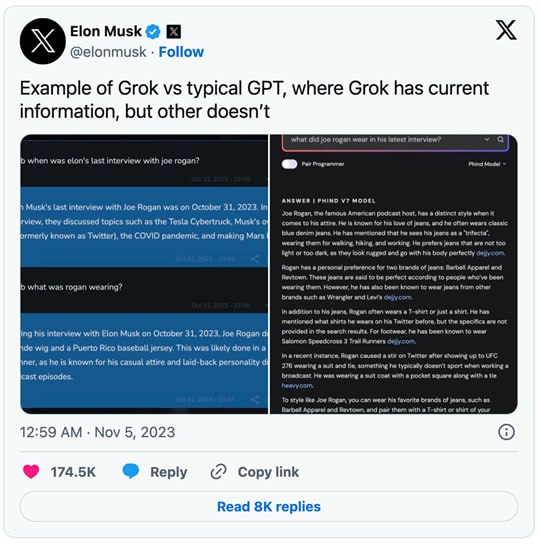 Elon Musk
@elonmusk · Follow
Example of Grok vs typical GPT, where Grok has current
information, but other doesn’t
b when was elon's last interview with joe rogan?
Oct 31, 2023 - 23:06
n Musk's last interview with Joe Rogan was on October 31, 2023. In
rview, they discussed topics such as the Tesla Cybertruck, Musk's ov
ormerly known as Twitter), the COVID pandemic, and making Mars
Oct 31, 2023 - 23:06
b what was rogan wearing?
Oct 31, 2023 - 23:06
ing his interview with Elon Musk on October 31, 2023, Joe Rogan d
nde wig and a Puerto Rico baseball jersey. This was likely done in a
nner, as he is known for his casual attire and laid-back personality d
cast episodes.
Oct 31, 2023 - 23:07
what did joe rogan wear in his latest interview?
Pair Programmer
Phind Model
ANSWER | PHIND V7 MODEL
Joe Rogan, the famous American podcast host, has a distinct style when it
comes to his attire. He is known for his love of jeans, and he often wears classic
blue denim jeans. He has mentioned that he sees his jeans as a "trifecta",
wearing them for walking, hiking, and working. He prefers jeans that are not too
light or too dark, as they look rugged and go with his body perfectly dejjy.com.
Rogan has a personal preference for two brands of jeans: Barbell Apparel and
Revtown. These jeans are said to be perfect according to people who've been
wearing them. However, he has also been known to wear jeans from other
brands such as Wrangler and Levi's dejjy.com.
In addition to his jeans, Rogan often wears a T-shirt or just a shirt. He has
mentioned what shirts he wears on his Twitter before, but the specifics are not
provided in the search results. For footwear, he has been known to wear
Salomon Speedcross 3 Trail Runners dejjy.com.
In a recent instance, Rogan caused a stir on Twitter after showing up to UFC
276 wearing a suit and tie, something he typically doesn't sport when working a
broadcast. He was wearing a suit coat with a pocket square along with a tie
heavy.com.
To style like Joe Rogan, you can wear his favorite brands of jeans, such as
Barbell Apparel and Revtown, and pair them with a T-shirt or shirt of your
12:59 AM · Nov 5, 2023
174.5K
Reply
Copy link
Read 8K replies